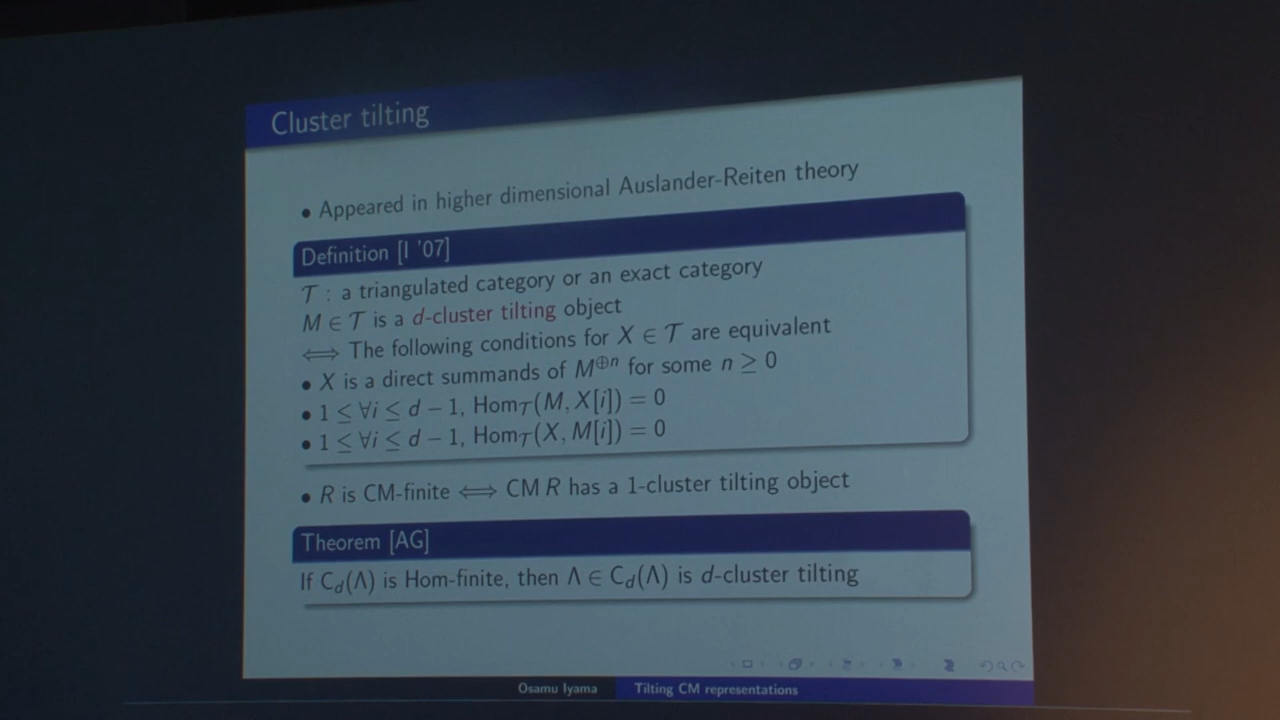 Cluster tilting
• Appeared in higher dimensional Auslander-Reiten theory
Definition [I '07]
𝒯 : a triangulated category or an exact category
M ∈ 𝒯 is a d-cluster tilting object
⟺ The following conditions for X ∈ 𝒯 are equivalent
• X is a direct summands of M^{⊕n} for some n ≥ 0
• 1 ≤ ∀i ≤ d − 1, Hom_𝒯(M, X[i]) = 0
• 1 ≤ ∀i ≤ d − 1, Hom_𝒯(X, M[i]) = 0
• R is CM-finite ⟺ CM R has a 1-cluster tilting object
Theorem [AG]
If C_d(Λ) is Hom-finite, then Λ ∈ C_d(Λ) is d-cluster tilting
Osamu Iyama Tilting CM representations